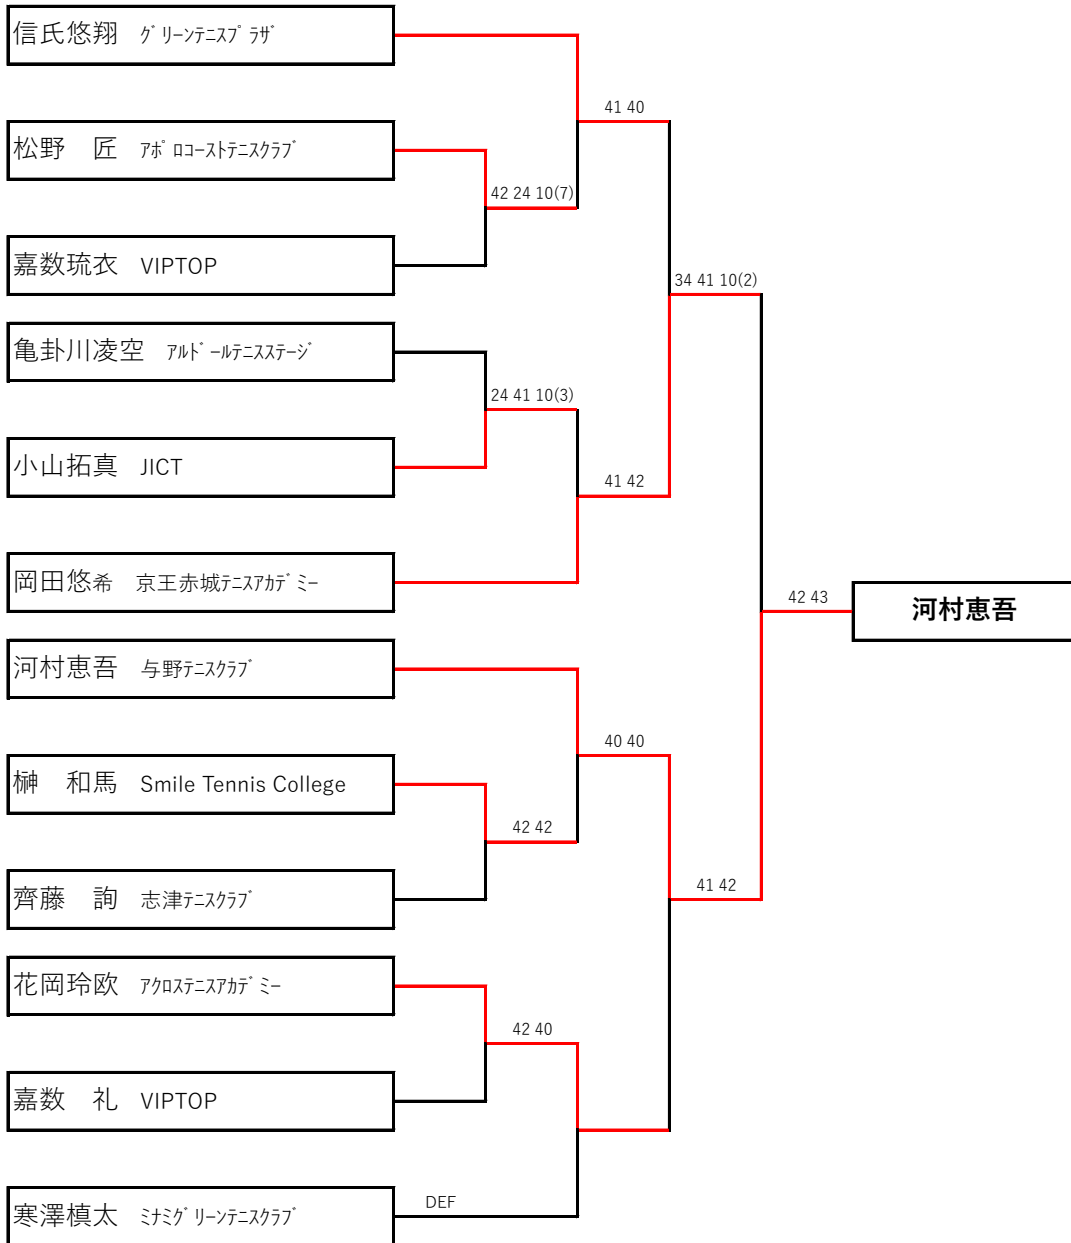 信氏悠翔　ｸﾞﾘｰﾝﾃﾆｽﾌﾟﾗｻﾞ
41 40
松野　匠　ｱﾎﾟﾛｺｰｽﾄﾃﾆｽｸﾗﾌﾞ
42 24 10(7)
嘉数琉衣　VIPTOP
34 41 10(2)
亀卦川凌空　ｱﾙﾄﾞｰﾙﾃﾆｽｽﾃｰｼﾞ
24 41 10(3)
小山拓真　JICT
41 42
岡田悠希　京王赤城ﾃﾆｽｱｶﾃﾞﾐｰ
42 43
河村恵吾
河村恵吾　与野ﾃﾆｽｸﾗﾌﾞ
40 40
榊　和馬　Smile Tennis College
42 42
齊藤　詢　志津ﾃﾆｽｸﾗﾌﾞ
41 42
花岡玲欧　ｱｸﾛｽﾃﾆｽｱｶﾃﾞﾐｰ
42 40
嘉数　礼　VIPTOP
寒澤槙太　ﾐﾅﾐｸﾞﾘｰﾝﾃﾆｽｸﾗﾌﾞ
DEF